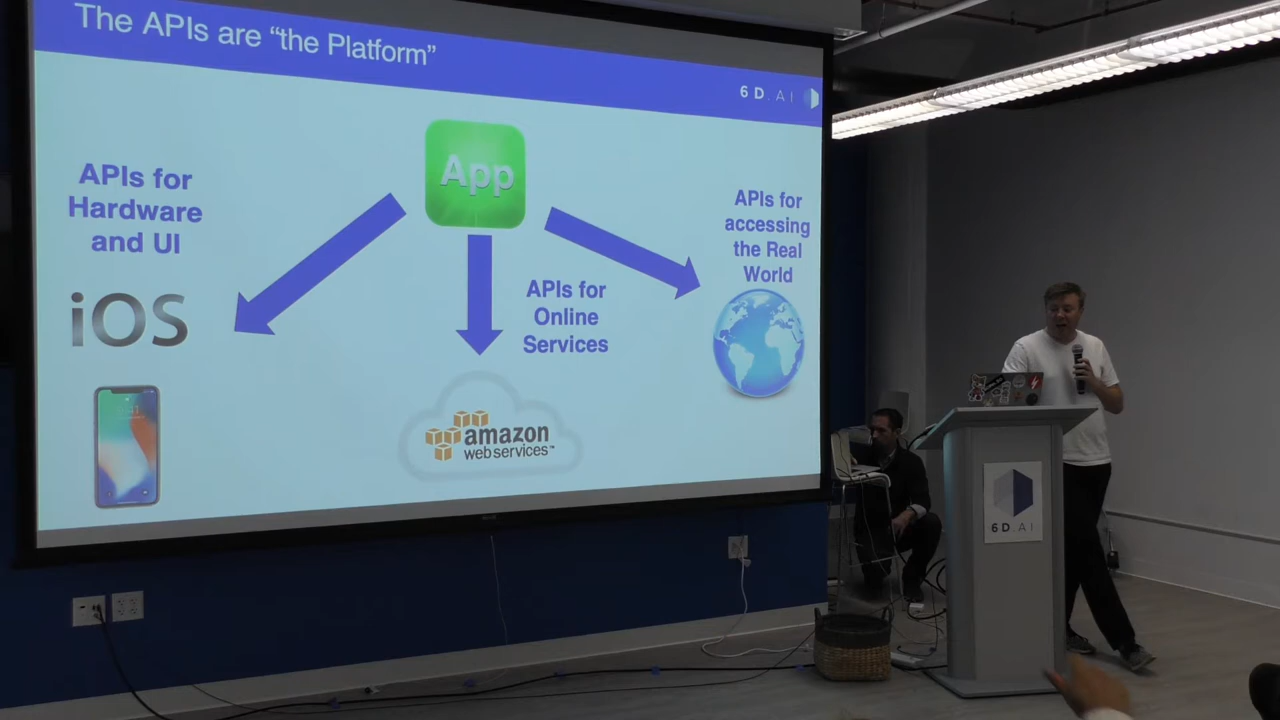 The APIs are “the Platform”
6D.AI
App
APIs for
Hardware
and UI
iOS
APIs for
Online
Services
amazon
webservices™
APIs for
accessing
the Real
World
6D.AI